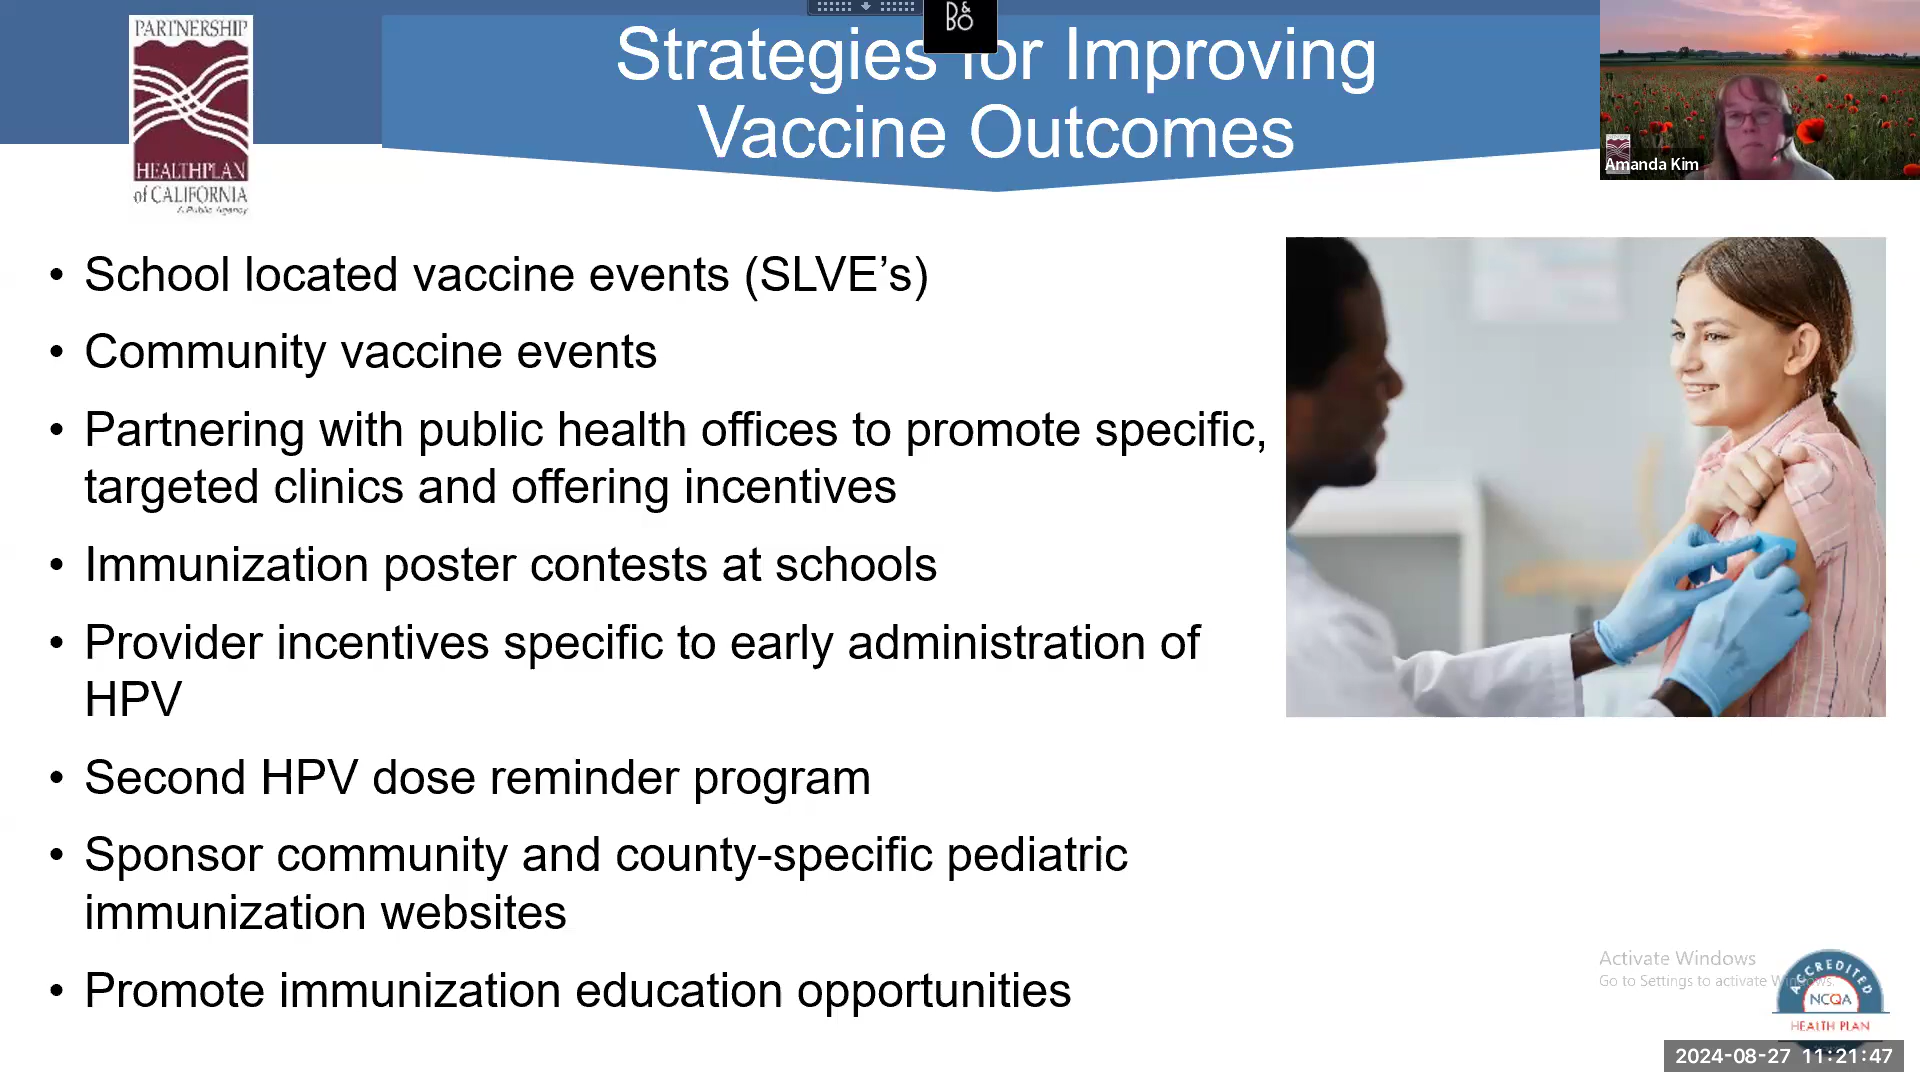 PARTNERSHIP
HEALTHPLAN
of CALIFORNIA
A Public Agency
B&
BO
Strategies for Improving
Vaccine Outcomes
Amanda Kim
• School located vaccine events (SLVE’s)
• Community vaccine events
• Partnering with public health offices to promote specific,
targeted clinics and offering incentives
• Immunization poster contests at schools
• Provider incentives specific to early administration of
HPV
• Second HPV dose reminder program
• Sponsor community and county-specific pediatric
immunization websites
• Promote immunization education opportunities
Activate Windows
Go to Settings to activate Windows.
ACCREDITED
NCQA
HEALTH PLAN
2024-08-27 11:21:47